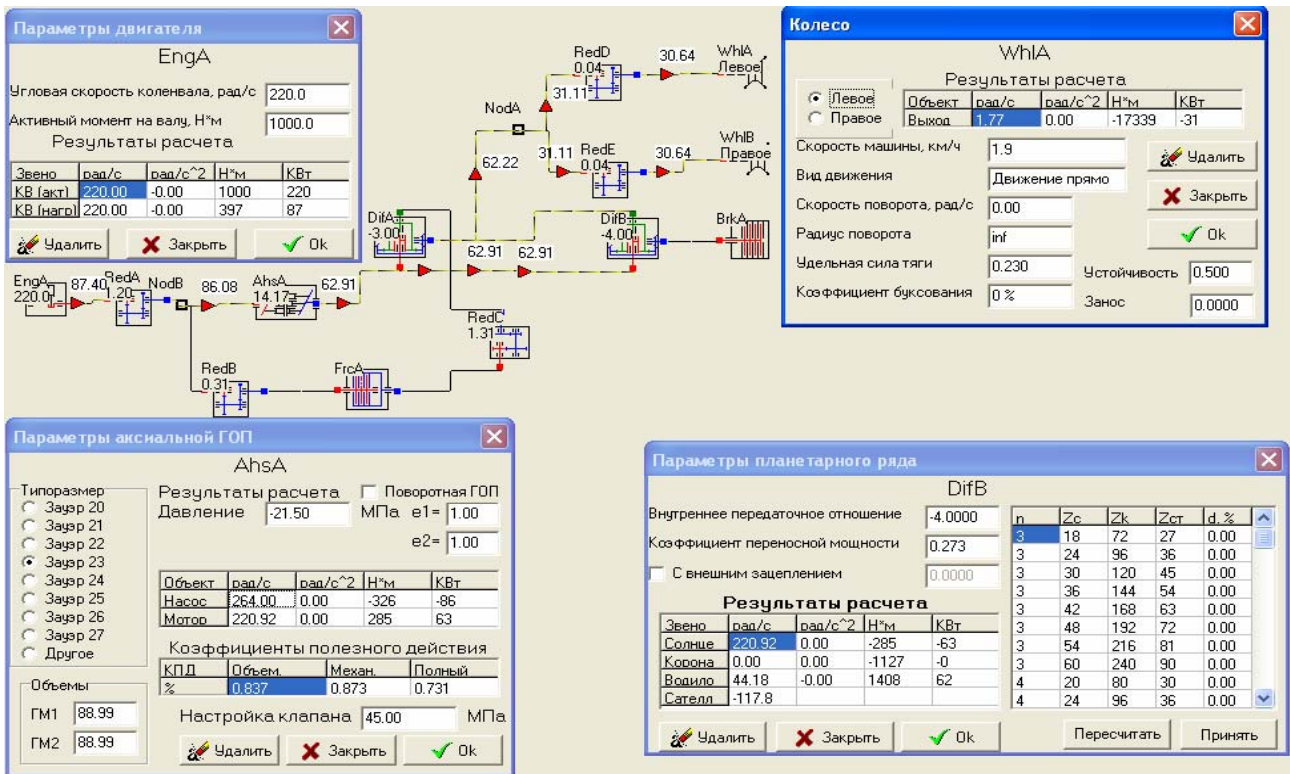 Параметры двигателя
EngA
Угловая скорость коленвала, рад/с 220.0
Активный момент на валу, Н*м 1000.0
Результаты расчета
Звено рад/с рад/с^2 Н*м КВт
КВ (акт) 220.00 -0.00 1000 220
КВ (нагр) 220.00 -0.00 397 87
Удалить Закрыть Ok
RedD
0.04
30.64
WhlA
Левое
31.11
NodA
62.22
31.11
RedE
0.04
30.64
WhlB
Правое
DifA
-3.00
DifB
-4.00
BrkA
62.91
62.91
EngA
220.0
87.40
RedA
1.20
NodB
86.08
AhsA
14.17
62.91
RedC
1.31
RedB
0.31
FrcA
Колесо
WhlA
Результаты расчета
Левое
Правое
Объект рад/с рад/с^2 Н*м КВт
Выход 1.77 0.00 -17339 -31
Скорость машины, км/ч 1.9
Вид движения Движение прямо
Скорость поворота, рад/с 0.00
Радиус поворота inf
Удельная сила тяги 0.230
Коэффициент буксования 0 %
Удалить
Закрыть
Ok
Устойчивость 0.500
Занос 0.0000
Параметры аксиальной ГОП
AhsA
Типоразмер
Зауэр 20
Зауэр 21
Зауэр 22
Зауэр 23
Зауэр 24
Зауэр 25
Зауэр 26
Зауэр 27
Другое
Объемы
ГМ1 88.99
ГМ2 88.99
Результаты расчета Поворотная ГОП
Давление -21.50 МПа e1= 1.00
e2= 1.00
Объект рад/с рад/с^2 Н*м КВт
Насос 264.00 0.00 -326 -86
Мотор 220.92 0.00 285 63
Коэффициенты полезного действия
КПД Объем. Механ. Полный
% 0.837 0.873 0.731
Настройка клапана 45.00 МПа
Удалить Закрыть Ok
Параметры планетарного ряда
DifB
Внутреннее передаточное отношение -4.0000
Коэффициент переносной мощности 0.273
С внешним зацеплением 0.0000
Результаты расчета
Звено рад/с рад/с^2 Н*м КВт
Солнце 220.92 0.00 -285 -63
Корона 0.00 0.00 -1127 -0
Водило 44.18 -0.00 1408 62
Сателл -117.8
n Zc Zk Zст d, %
3 18 72 27 0.00
3 24 96 36 0.00
3 30 120 45 0.00
3 36 144 54 0.00
3 42 168 63 0.00
3 48 192 72 0.00
3 54 216 81 0.00
3 60 240 90 0.00
4 20 80 30 0.00
4 24 96 36 0.00
Удалить Закрыть Ok Пересчитать Принять